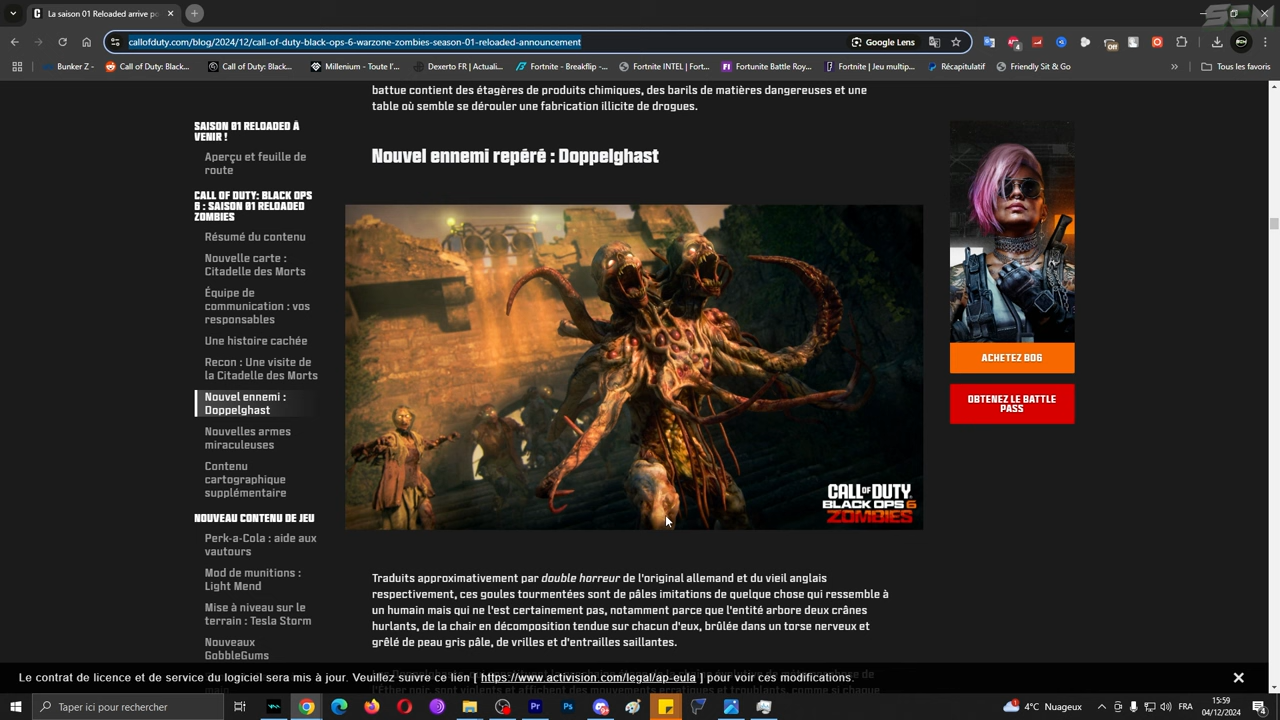 La saison 01 Reloaded arrive po
callofduty.com/blog/2024/12/call-of-duty-black-ops-6-warzone-zombies-season-01-reloaded-announcement
Google Lens
Bunker Z -
Call of Duty: Black...
Call of Duty: Black...
Millenium - Toute l'...
Dexerto FR | Actuali...
Fortnite - Breakflip -...
Fortnite INTEL | Fort...
Fortunite Battle Roy...
Fortnite | Jeu multip...
Récapitulatif
Friendly Sit & Go
Tous les favoris
battue contient des étagères de produits chimiques, des barils de matières dangereuses et une
table où semble se dérouler une fabrication illicite de drogues.
SAISON 01 RELOADED À
VENIR !
Aperçu et feuille de
route
CALL OF DUTY: BLACK OPS
6 : SAISON 01 RELOADED
ZOMBIES
Résumé du contenu
Nouvelle carte :
Citadelle des Morts
Équipe de
communication : vos
responsables
Une histoire cachée
Recon : Une visite de
la Citadelle des Morts
Nouvel ennemi :
Doppelghast
Nouvelles armes
miraculeuses
Contenu
cartographique
supplémentaire
NOUVEAU CONTENU DE JEU
Perk-a-Cola : aide aux
vautours
Mod de munitions :
Light Mend
Mise à niveau sur le
terrain : Tesla Storm
Nouveaux
GobbleGums
Nouvel ennemi repéré : Doppelghast
CALL OF DUTY
BLACK OPS 6
ZOMBIES
Traduits approximativement par double horreur de l'original allemand et du vieil anglais
respectivement, ces goules tourmentées sont de pâles imitations de quelque chose qui ressemble à
un humain mais qui ne l'est certainement pas, notamment parce que l'entité arbore deux crânes
hurlants, de la chair en décomposition tendue sur chacun d'eux, brûlée dans un torse nerveux et
grêlé de peau gris pâle, de vrilles et d'entrailles saillantes.
ACHETEZ BO6
OBTENEZ LE BATTLE
PASS
Le contrat de licence et de service du logiciel sera mis à jour. Veuillez suivre ce lien [ https://www.activision.com/legal/ap-eula ] pour voir ces modifications.
Taper ici pour rechercher
4°C Nuageux
FRA
15:59
04/12/2024